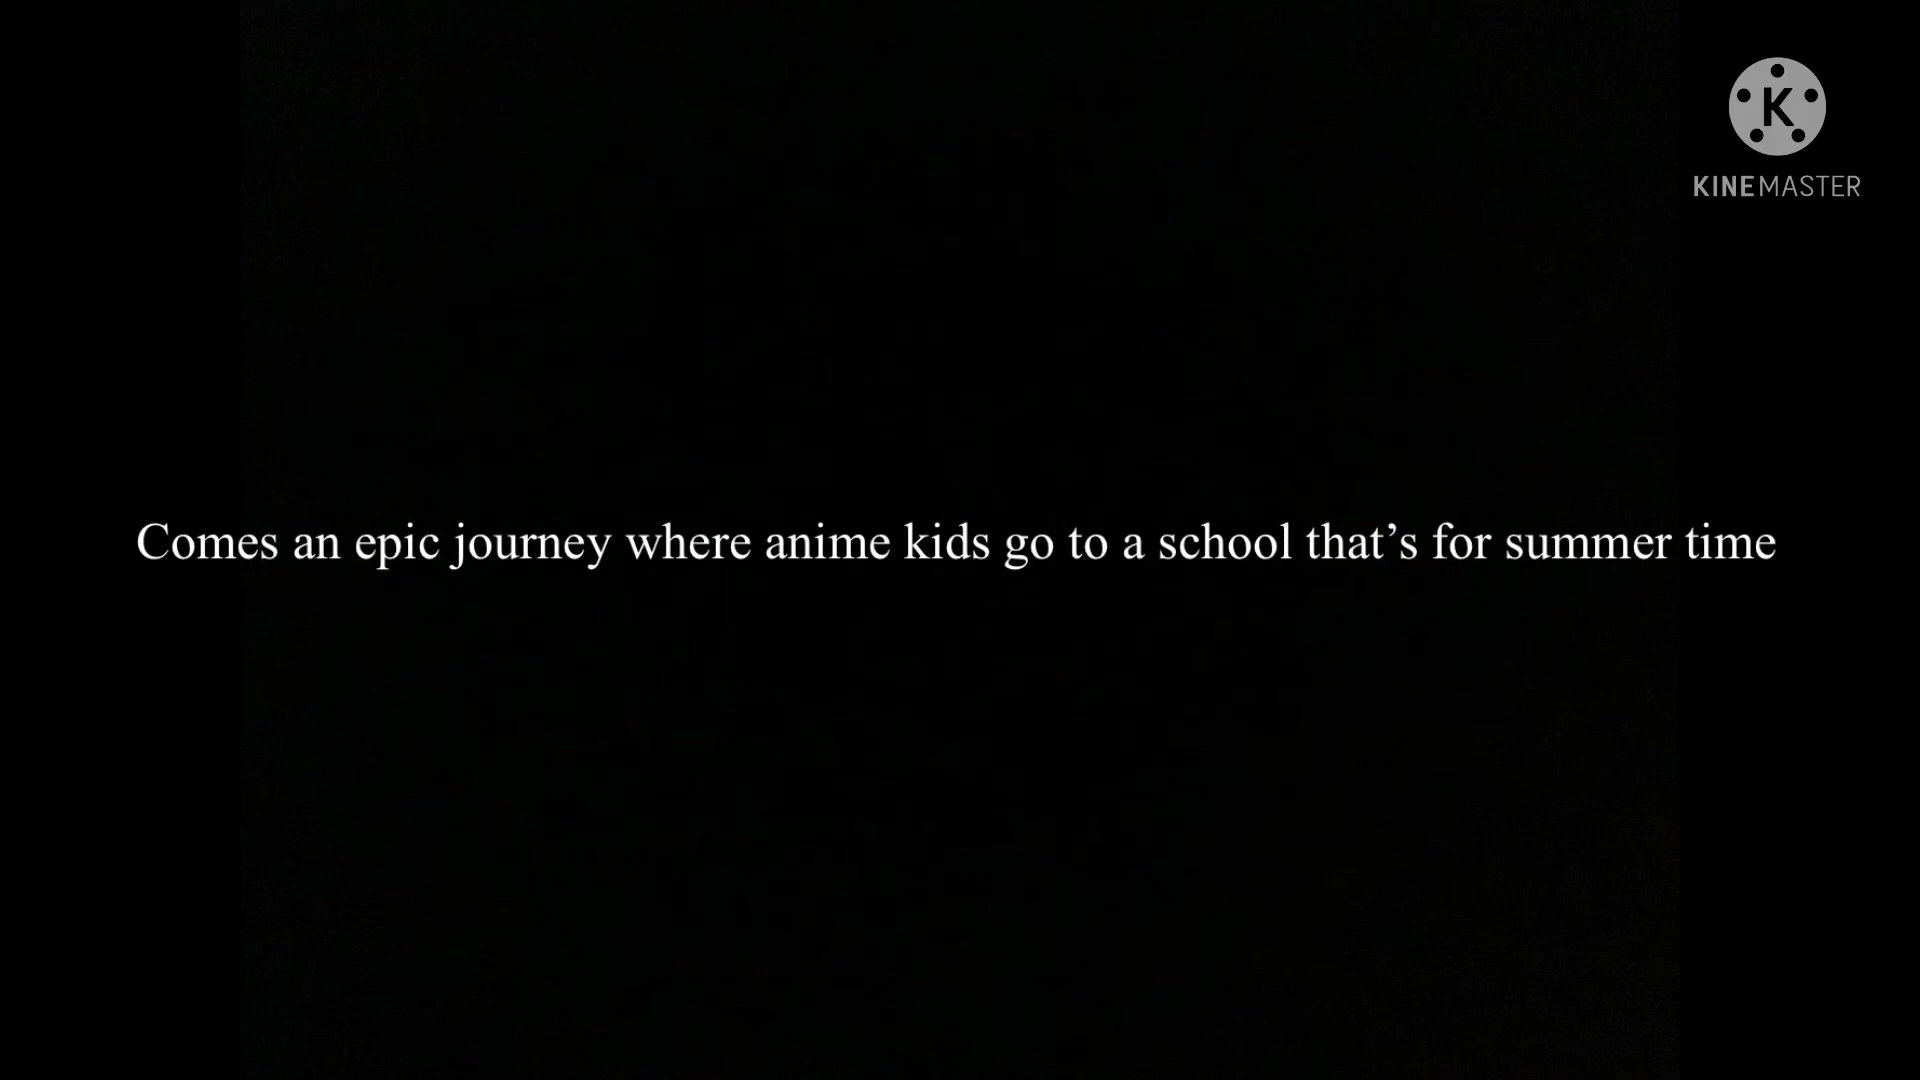 K
KINEMASTER
Comes an epic journey where anime kids go to a school that’s for summer time